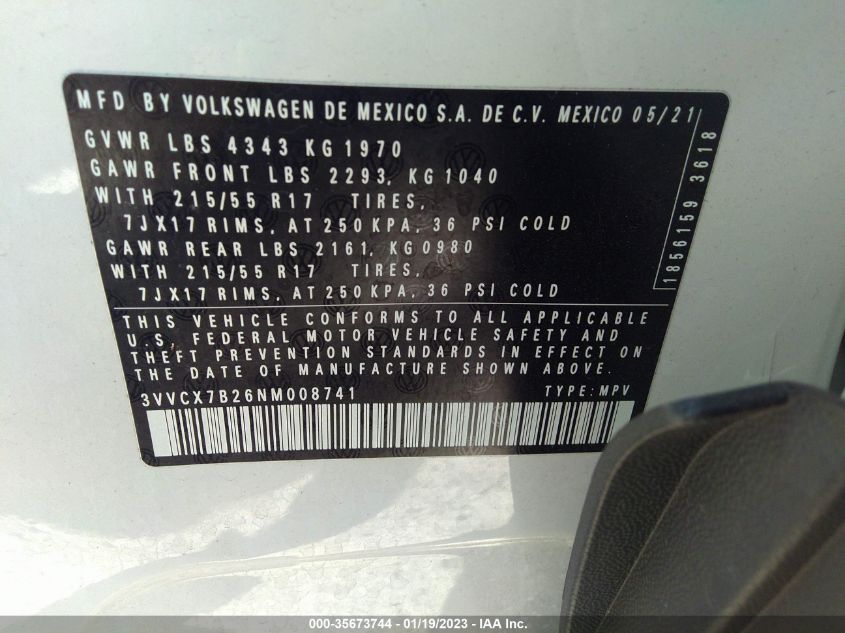 MFD BY VOLKSWAGEN DE MEXICO S.A. DE C.V. MEXICO 05/21
GVWR LBS 4343 KG 1970
GAWR FRONT LBS 2293, KG 1040
WITH 215/55 R17 TIRES,
7JX17 RIMS, AT 250 KPA, 36 PSI COLD
GAWR REAR LBS 2161, KG 0980
WITH 215/55 R17 TIRES,
7JX17 RIMS, AT 250 KPA, 36 PSI COLD
1856159 3618
THIS VEHICLE CONFORMS TO ALL APPLICABLE
U.S. FEDERAL MOTOR VEHICLE SAFETY AND
THEFT PREVENTION STANDARDS IN EFFECT ON
THE DATE OF MANUFACTURE SHOWN ABOVE.
3VVCX7B26NM008741 TYPE: MPV
000-35673744 - 01/19/2023 - IAA Inc.